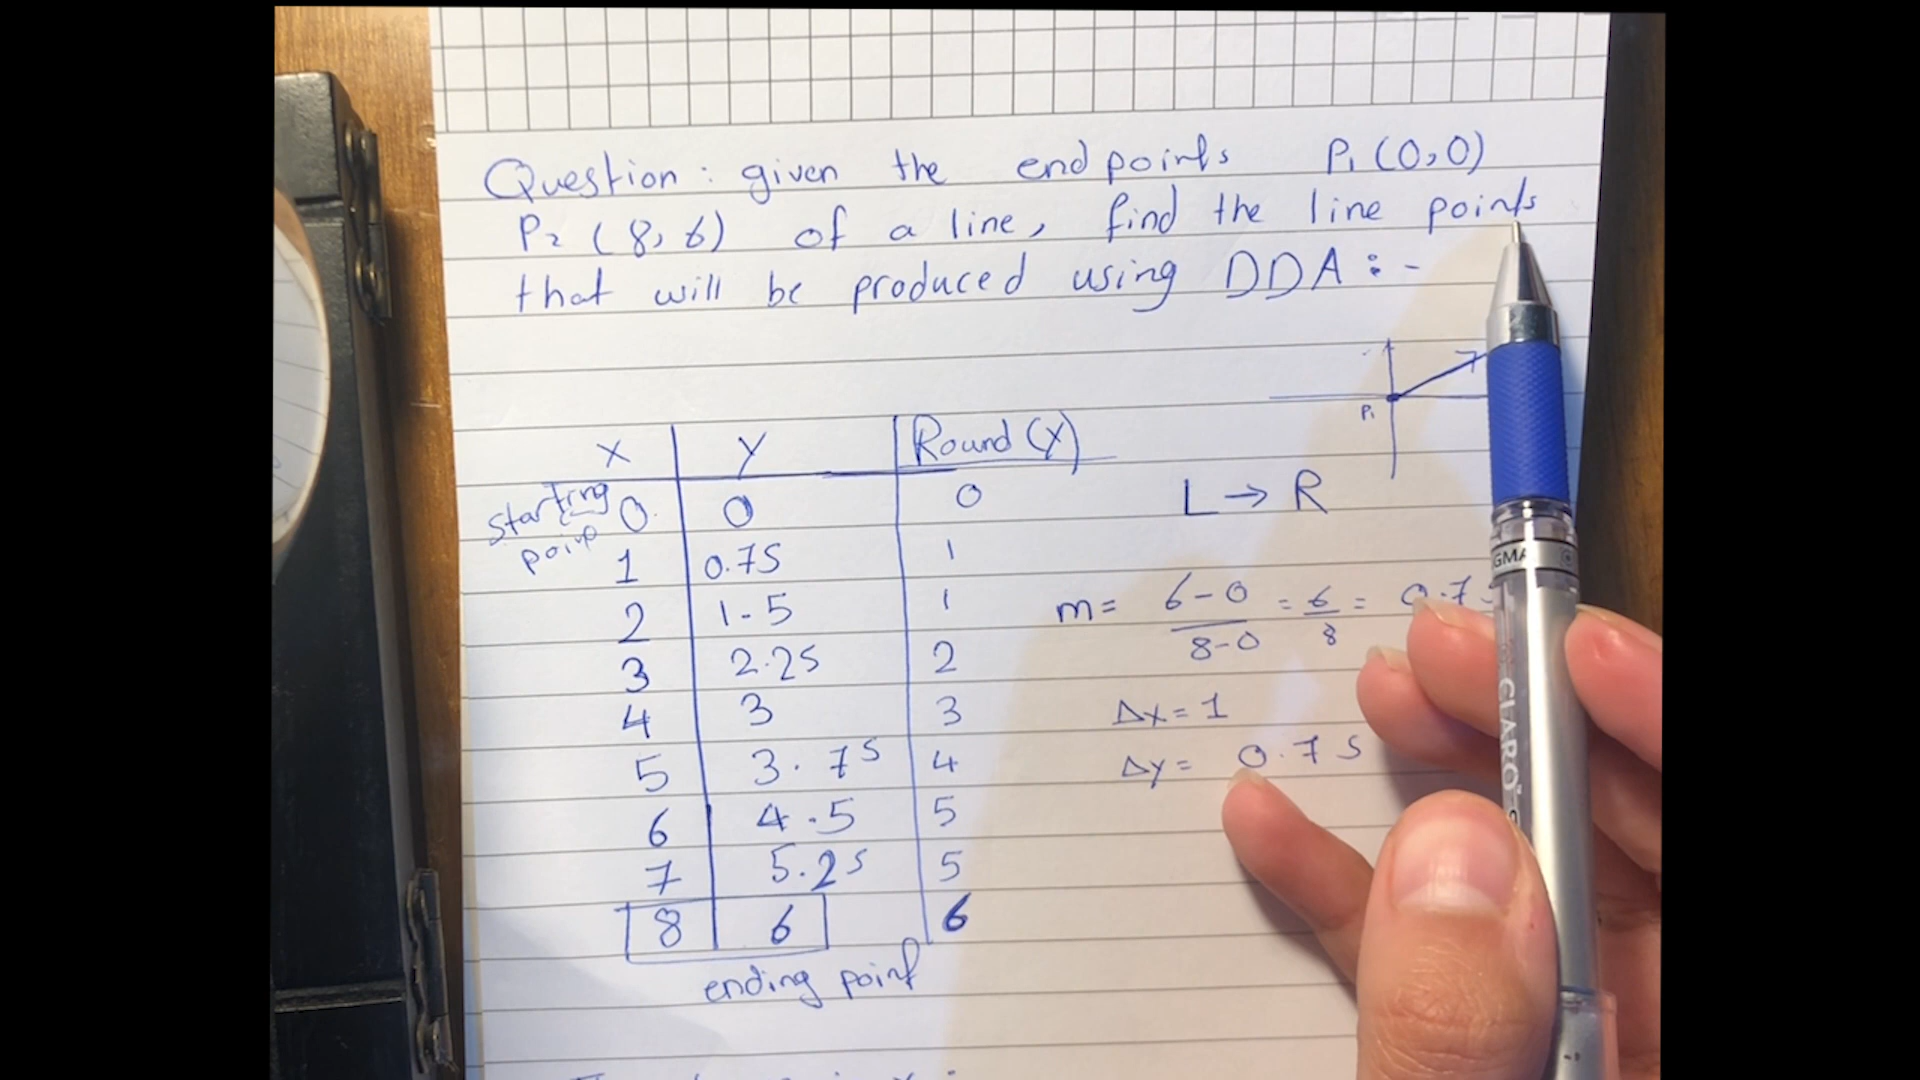 Question: given the end points P1 (0,0)
P2 (8,6) of a line, find the line points
that will be produced using DDA :-
P1
X Y Round (Y)
starting point 0 0 0
1 0.75 1
2 1.5 1
3 2.25 2
4 3 3
5 3.75 4
6 4.5 5
7 5.25 5
8 6 6
ending point
L → R
m = 6-0 / 8-0 = 6/8 = 0.7
Δx = 1
Δy = 0.75
GMA
CLARO